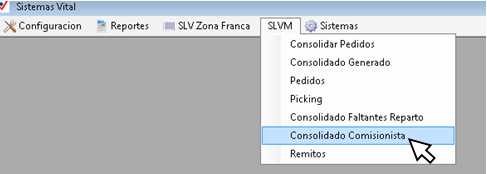 Sistemas Vital
Configuracion Reportes SLV Zona Franca SLVM Sistemas
Consolidar Pedidos
Consolidado Generado
Pedidos
Picking
Consolidado Faltantes Reparto
Consolidado Comisionista
Remitos